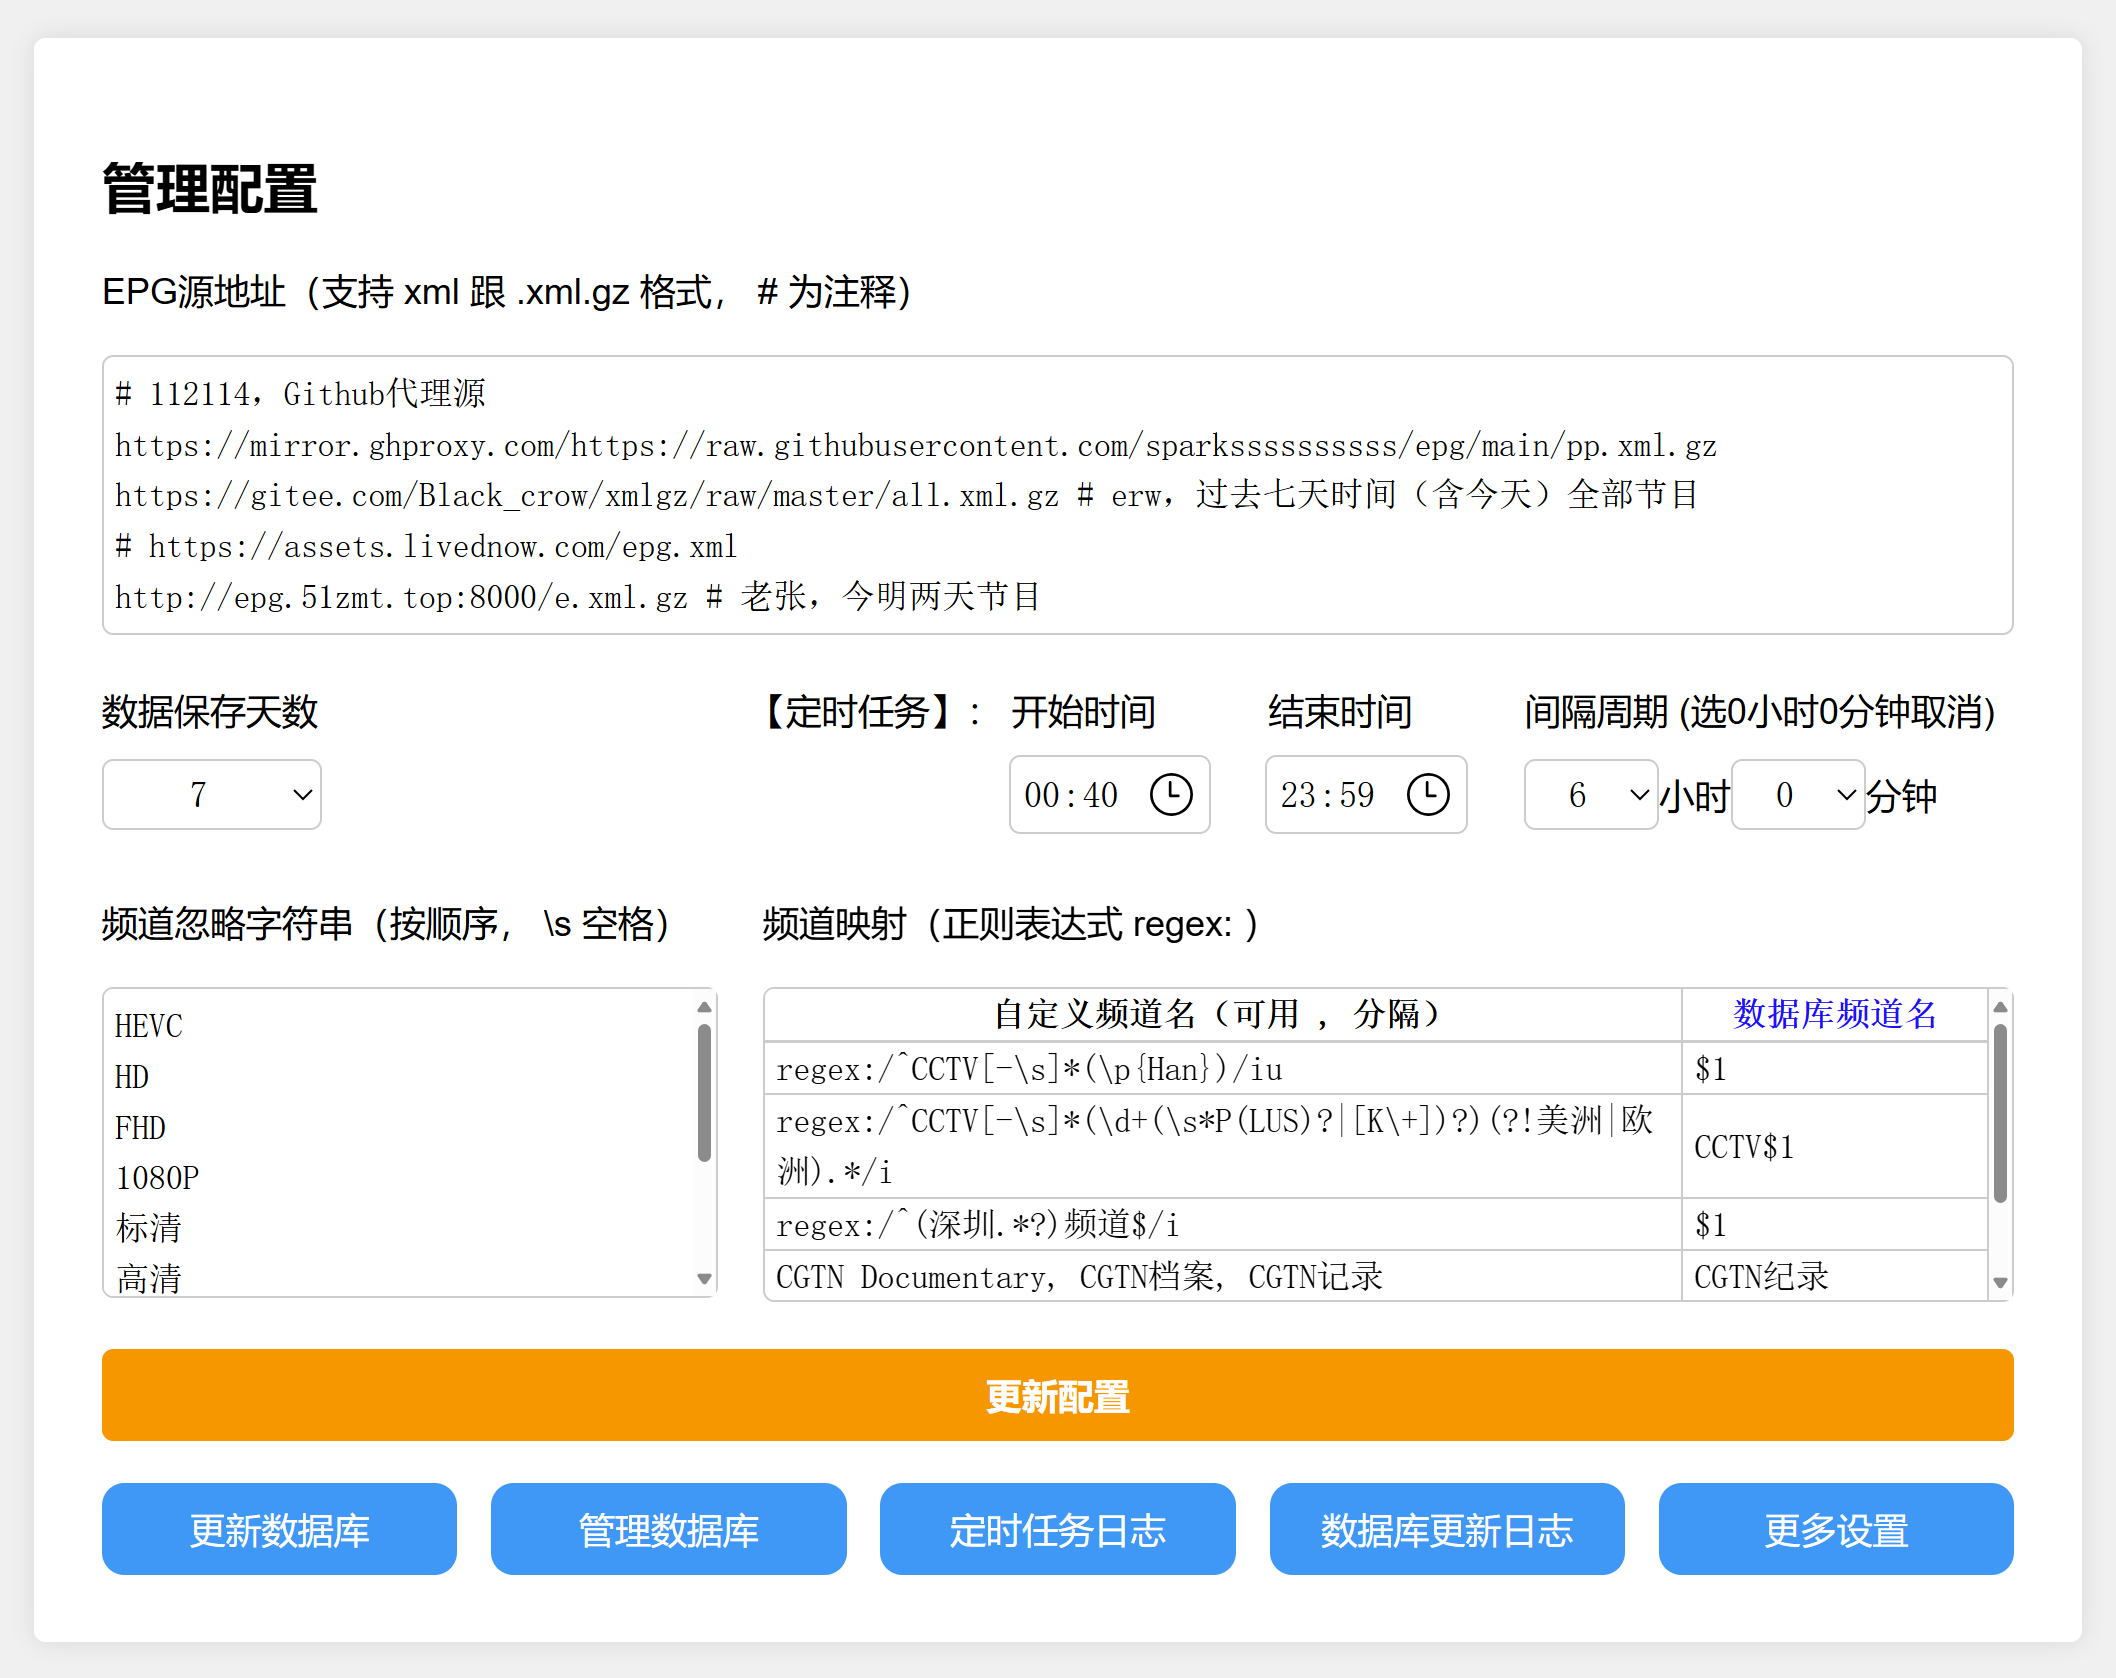 管理配置
EPG源地址（支持 xml 跟 .xml.gz 格式， # 为注释）
# 112114，Github代理源
https://mirror.ghproxy.com/https://raw.githubusercontent.com/sparkssssssssss/epg/main/pp.xml.gz
https://gitee.com/Black_crow/xmlgz/raw/master/all.xml.gz # erw，过去七天时间（含今天）全部节目
# https://assets.livednow.com/epg.xml
http://epg.51zmt.top:8000/e.xml.gz # 老张，今明两天节目
数据保存天数 【定时任务】： 开始时间 结束时间 间隔周期 (选0小时0分钟取消)
7 00:40 23:59 6 小时 0 分钟
频道忽略字符串（按顺序， \s 空格） 频道映射（正则表达式 regex: ）
HEVC
HD
FHD
1080P
标清
高清
自定义频道名（可用 , 分隔） 数据库频道名
regex:/^CCTV[-\s]*(\p{Han})/iu $1
regex:/^CCTV[-\s]*(\d+(\s*P(LUS)?|[K\+])?)(?!美洲|欧
洲).*/i CCTV$1
regex:/^(深圳.*?)频道$/i $1
CGTN Documentary, CGTN档案, CGTN记录 CGTN纪录
更新配置
更新数据库 管理数据库 定时任务日志 数据库更新日志 更多设置